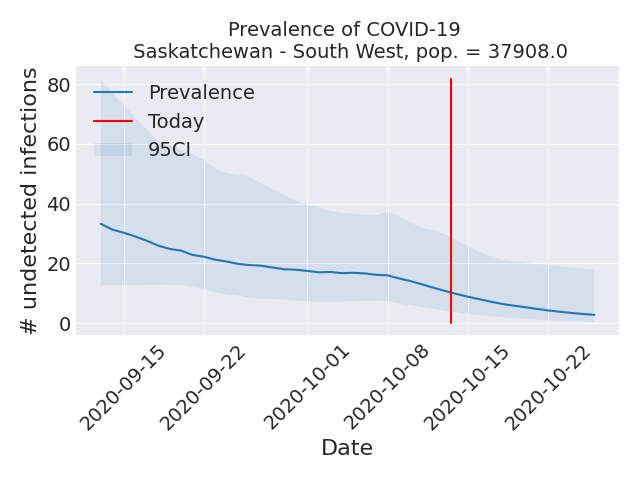 Prevalence of COVID-19
Saskatchewan - South West, pop. = 37908.0
80
60
40
20
0
# undetected infections
Prevalence
Today
95CI
2020-09-15
2020-09-22
2020-10-01
2020-10-08
2020-10-15
2020-10-22
Date